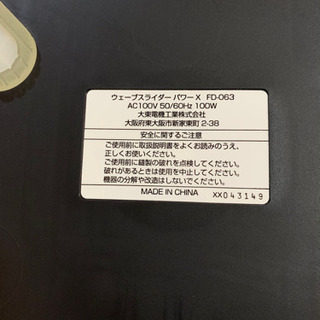 ウェーブスライダー パワーX FD-063
AC100V 50/60Hz 100W
大東電機工業株式会社
大阪府東大阪市新家東町 2-38
安全に関するご注意
ご使用前に取扱説明書をよくお読みのうえ、
正しくお使いください。
ご使用前に縫製の破れを点検してください。
破れがあるときは使用を中止してください。
機器の分解や改造はしないでください。
MADE IN CHINA XX043149